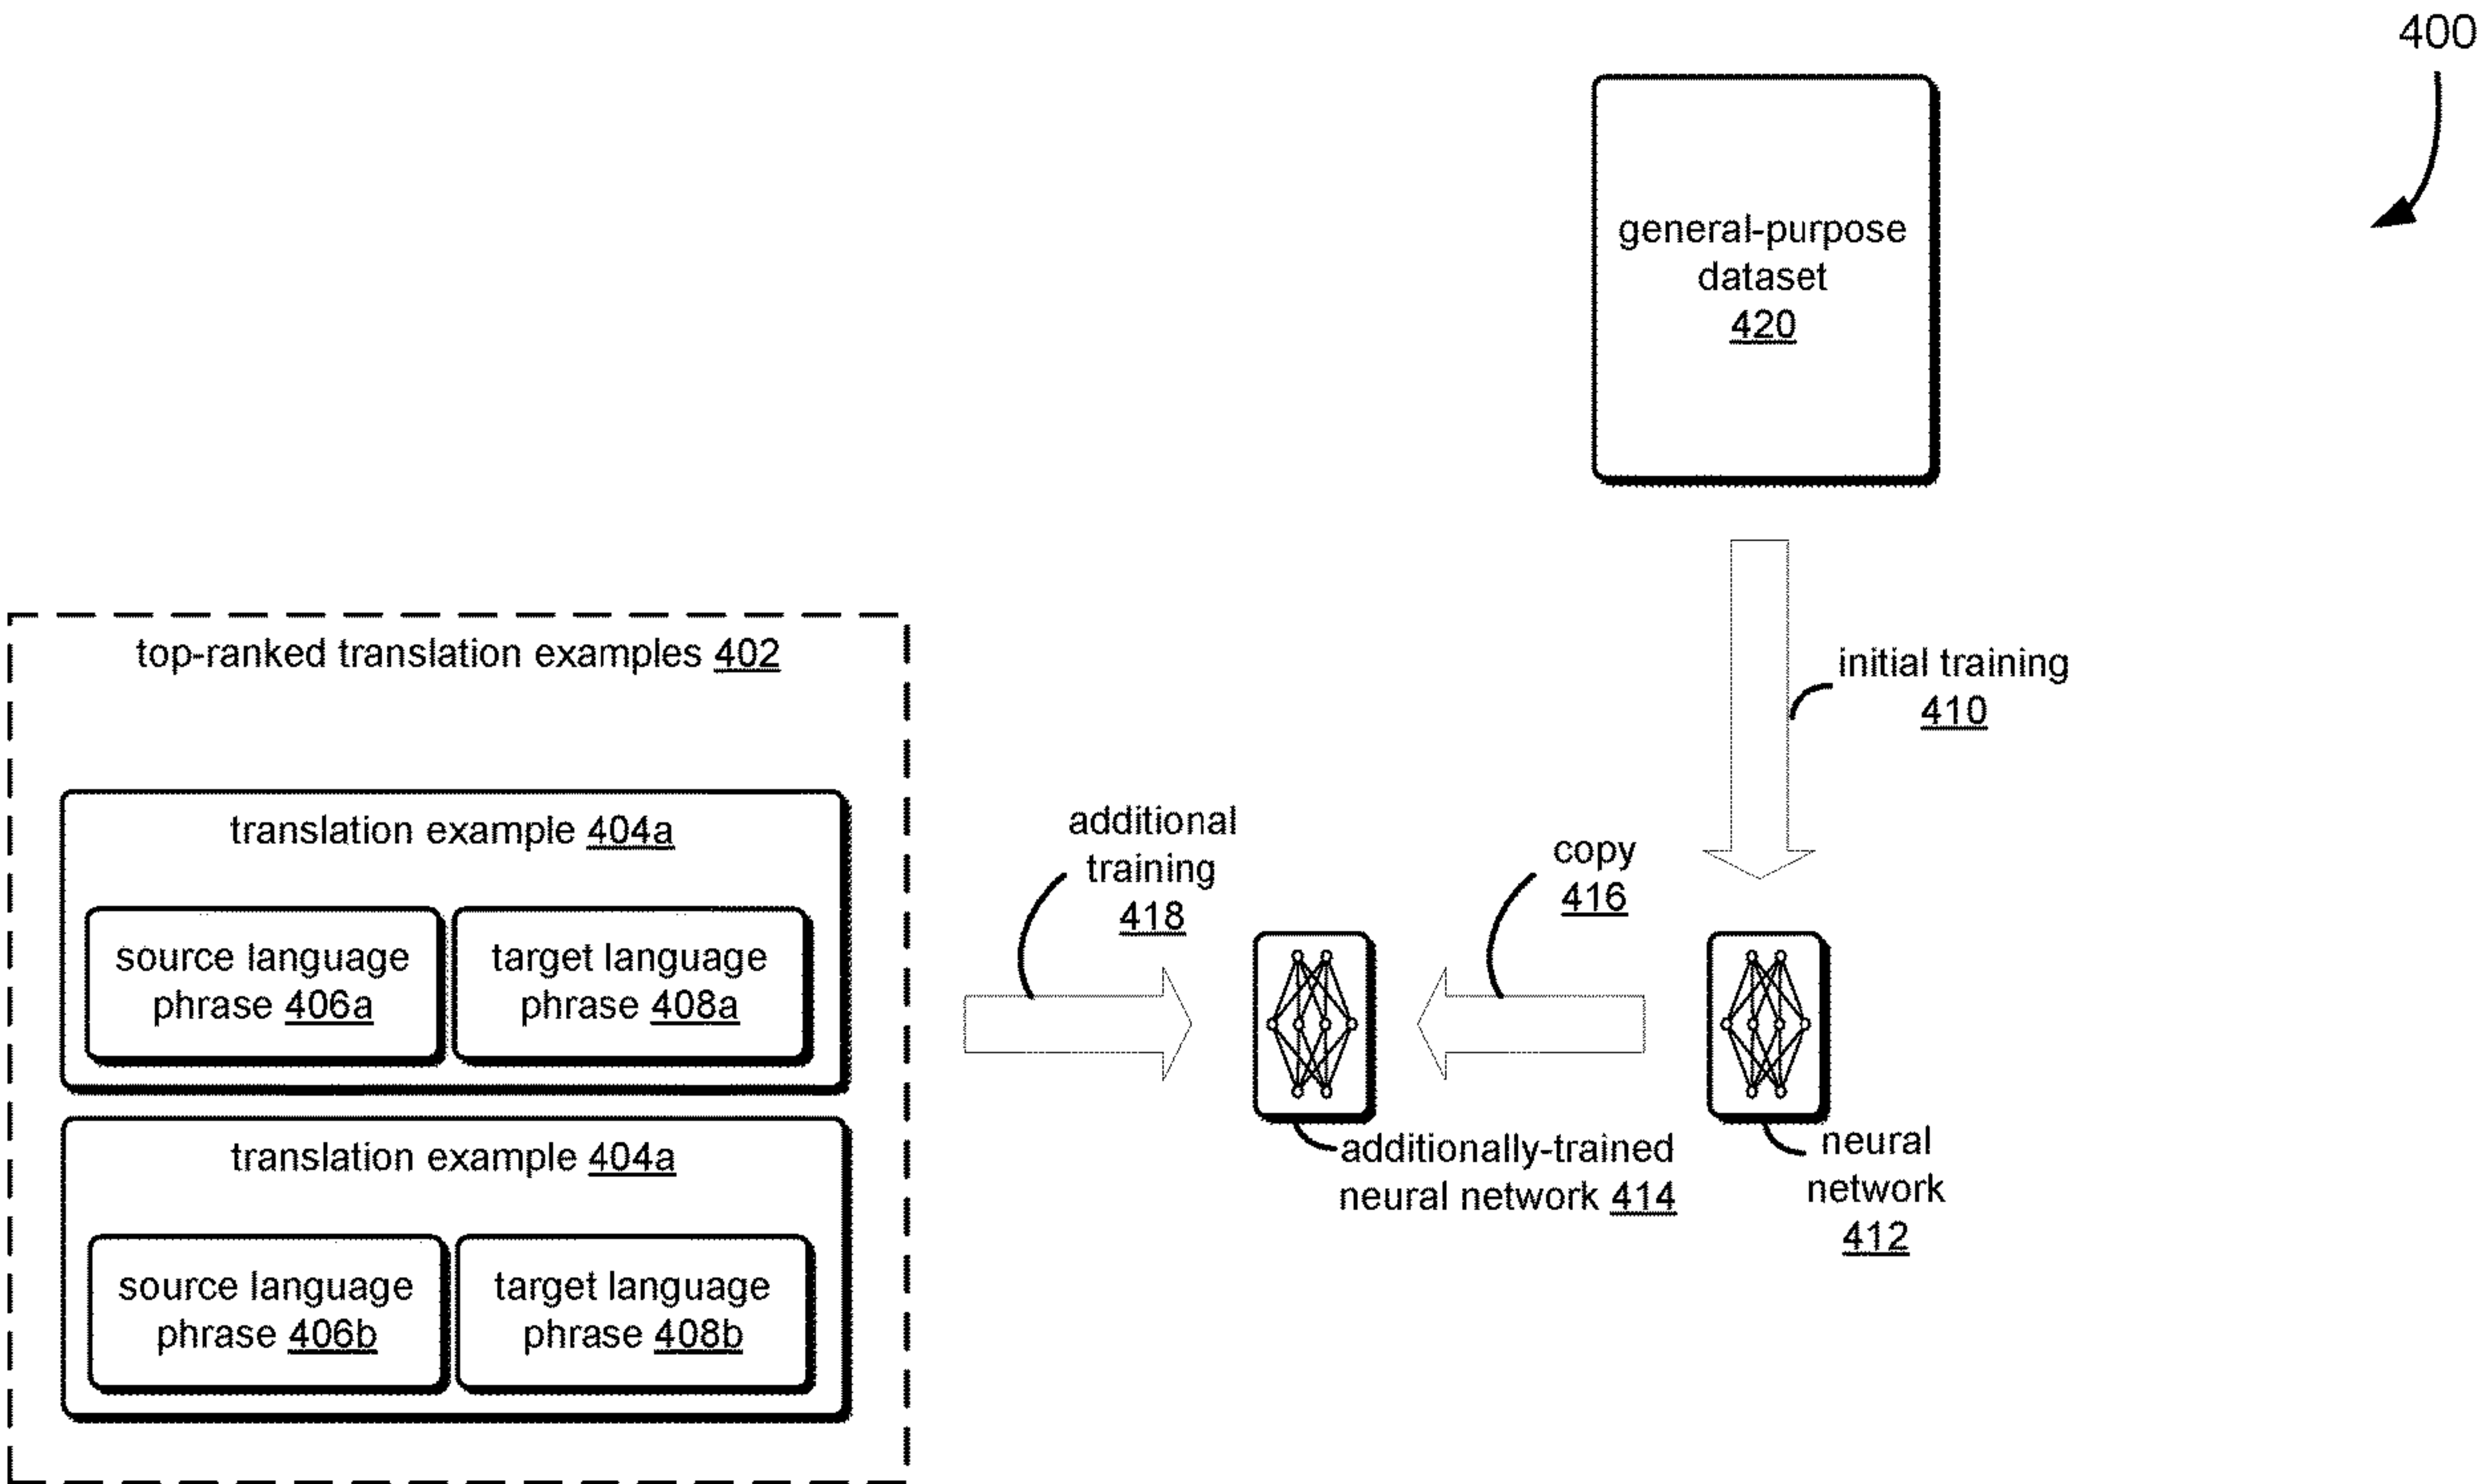 400
general-purpose
dataset
420
top-ranked translation examples 402
initial training
410
translation example 404a
source language
phrase 406a
target language
phrase 408a
additional
training
418
copy
416
additionally-trained
neural network 414
neural
network
412
translation example 404a
source language
phrase 406b
target language
phrase 408b